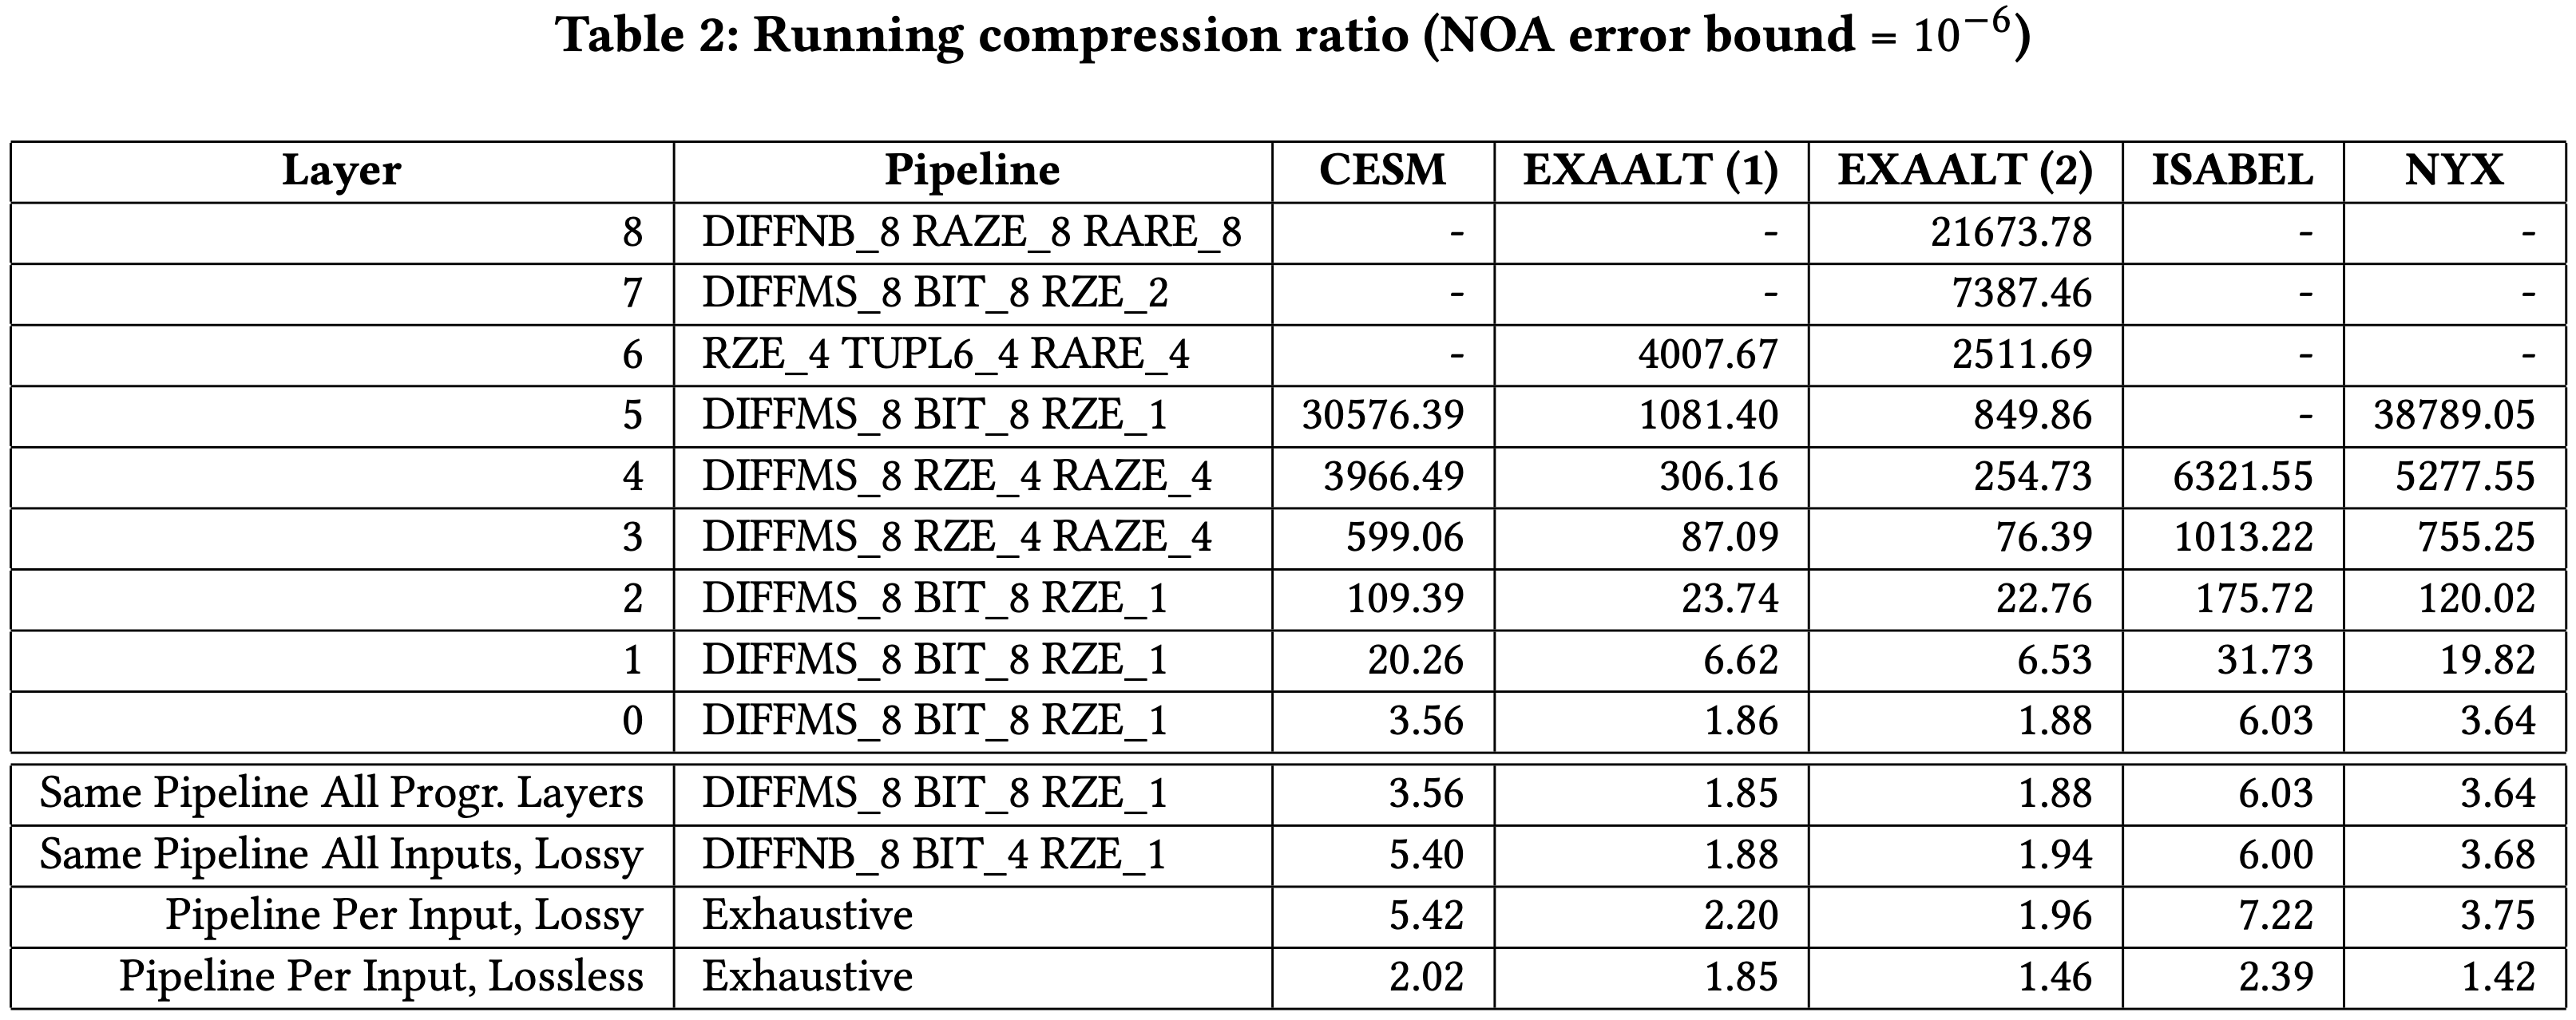 Table 2: Running compression ratio (NOA error bound = 10⁻⁶)
Layer Pipeline CESM EXAALT (1) EXAALT (2) ISABEL NYX
8 DIFFNB_8 RAZE_8 RARE_8 - - 21673.78 - -
7 DIFFMS_8 BIT_8 RZE_2 - - 7387.46 - -
6 RZE_4 TUPL6_4 RARE_4 - 4007.67 2511.69 - -
5 DIFFMS_8 BIT_8 RZE_1 30576.39 1081.40 849.86 - 38789.05
4 DIFFMS_8 RZE_4 RAZE_4 3966.49 306.16 254.73 6321.55 5277.55
3 DIFFMS_8 RZE_4 RAZE_4 599.06 87.09 76.39 1013.22 755.25
2 DIFFMS_8 BIT_8 RZE_1 109.39 23.74 22.76 175.72 120.02
1 DIFFMS_8 BIT_8 RZE_1 20.26 6.62 6.53 31.73 19.82
0 DIFFMS_8 BIT_8 RZE_1 3.56 1.86 1.88 6.03 3.64
Same Pipeline All Progr. Layers DIFFMS_8 BIT_8 RZE_1 3.56 1.85 1.88 6.03 3.64
Same Pipeline All Inputs, Lossy DIFFNB_8 BIT_4 RZE_1 5.40 1.88 1.94 6.00 3.68
Pipeline Per Input, Lossy Exhaustive 5.42 2.20 1.96 7.22 3.75
Pipeline Per Input, Lossless Exhaustive 2.02 1.85 1.46 2.39 1.42